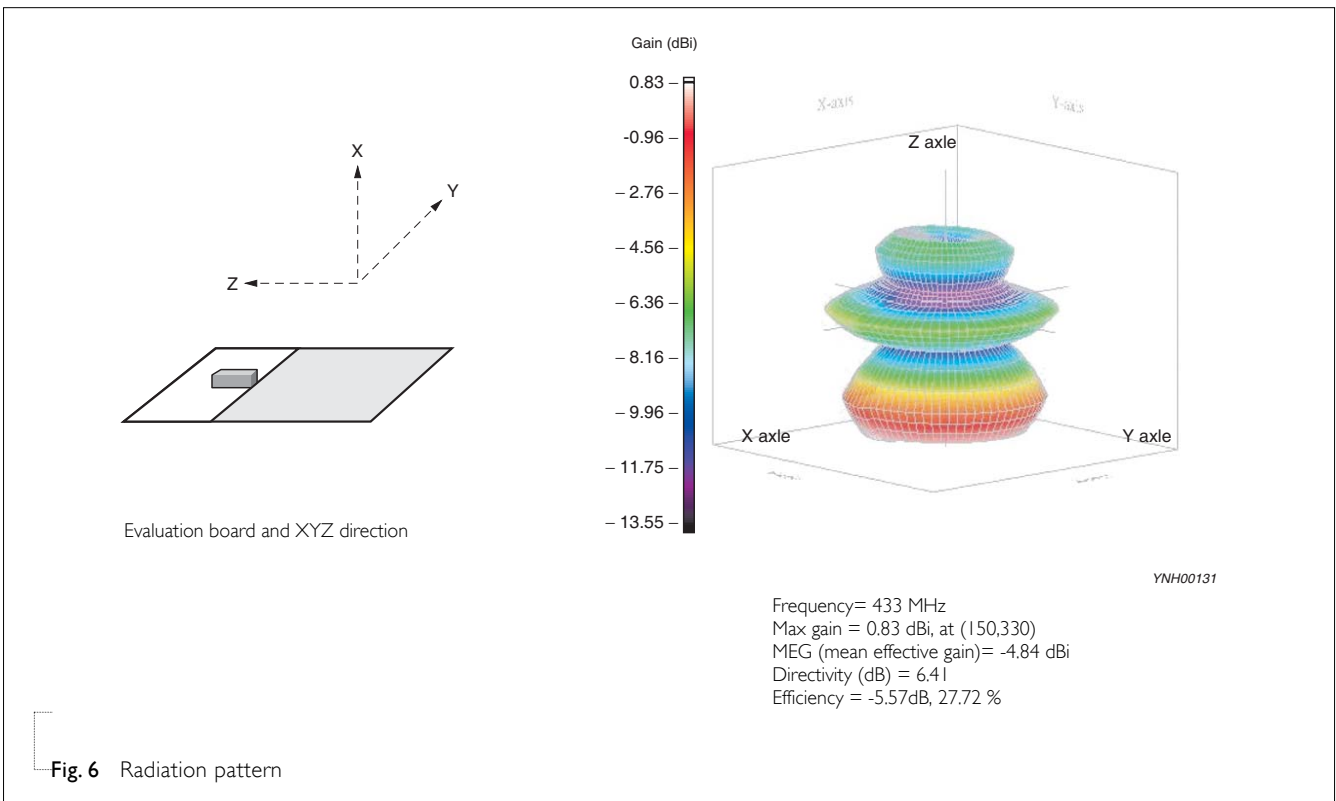 Gain (dBi)
0.83 –
-0.96 –
– 2.76 –
– 4.56 –
– 6.36 –
– 8.16 –
– 9.96 –
– 11.75 –
– 13.55 –
X
Y
Z
Evaluation board and XYZ direction
X-axis
Y-axis
Z axle
X axle
Y axle
YNH00131
Frequency= 433 MHz
Max gain = 0.83 dBi, at (150,330)
MEG (mean effective gain)= -4.84 dBi
Directivity (dB) = 6.41
Efficiency = -5.57dB, 27.72 %
Fig. 6 Radiation pattern